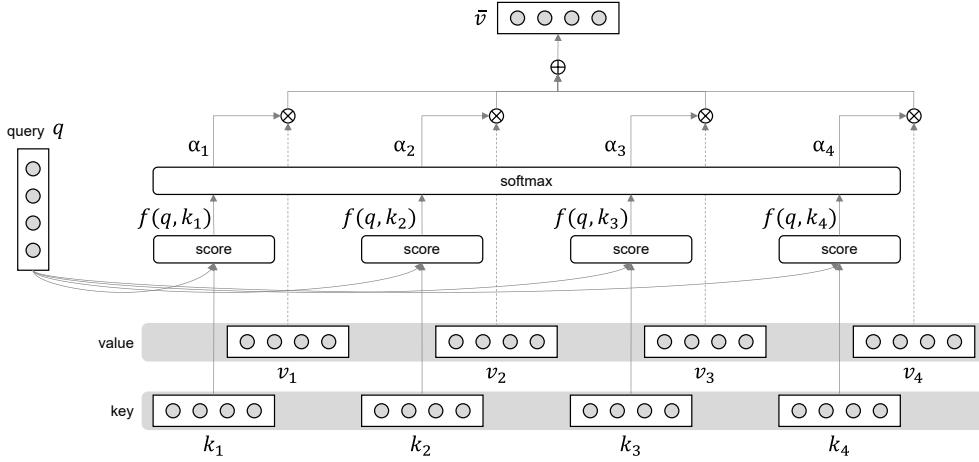 v̄
query q
α₁ α₂ α₃ α₄
softmax
f(q, k₁) f(q, k₂) f(q, k₃) f(q, k₄)
score score score score
value
v₁ v₂ v₃ v₄
key
k₁ k₂ k₃ k₄